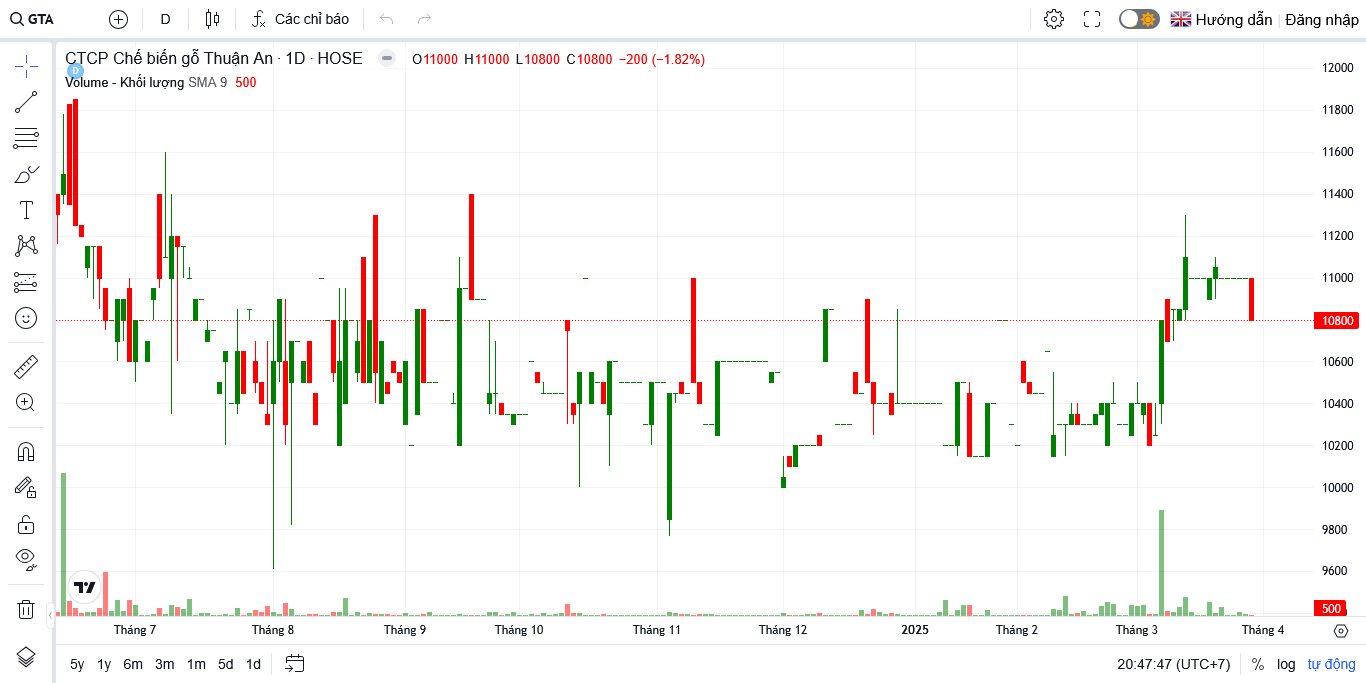 GTA D Các chỉ báo Hướng dẫn Đăng nhập
CTCP Chế biến gỗ Thuận An · 1D · HOSE O11000 H11000 L10800 C10800 −200 (−1.82%)
D
Volume - Khối lượng SMA 9 500
12000
11800
11600
11400
11200
11000
10800
10600
10400
10200
10000
9800
9600
500
Tháng 7 Tháng 8 Tháng 9 Tháng 10 Tháng 11 Tháng 12 2025 Tháng 2 Tháng 3 Tháng 4
5y 1y 6m 3m 1m 5d 1d 20:47:47 (UTC+7) % log tự động